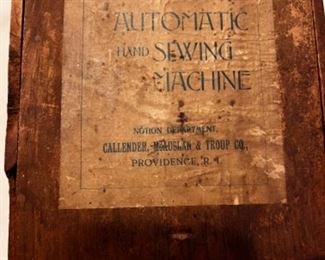 AUTOMATIC
HAND SEWING
MACHINE
NOTION DEPARTMENT,
CALLENDER, McAUSLAN & TROUP CO.,
PROVIDENCE, R. I.